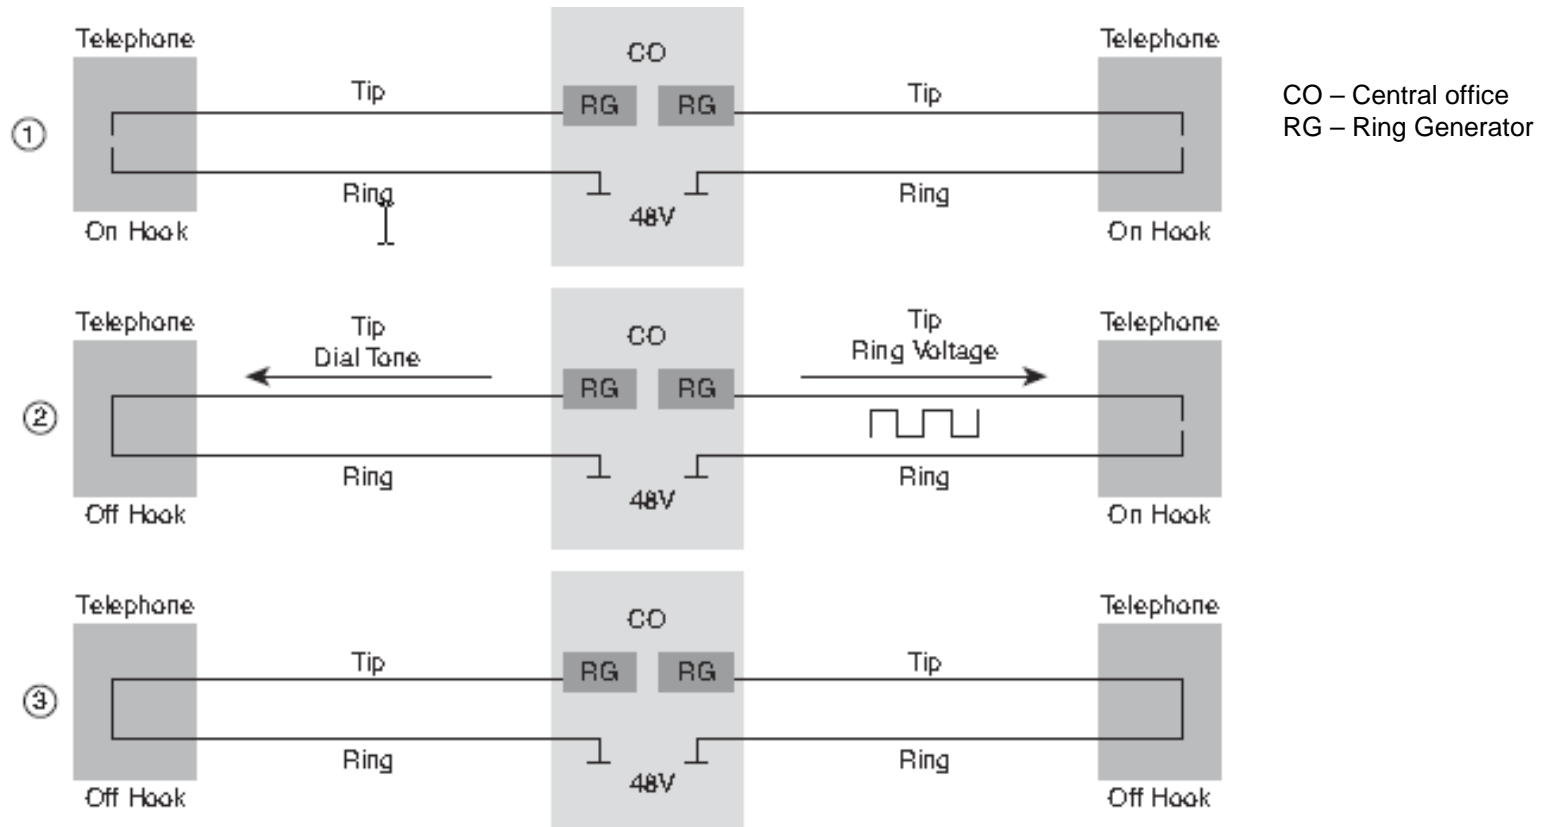 Telephone
CO
Telephone
Tip
RG
RG
Tip
CO – Central office
RG – Ring Generator
1
Ring
48V
Ring
On Hook
On Hook
Telephone
Tip
Dial Tone
CO
Tip
Ring Voltage
Telephone
RG
RG
2
Ring
48V
Ring
Off Hook
On Hook
Telephone
CO
Telephone
Tip
RG
RG
Tip
3
Ring
48V
Ring
Off Hook
Off Hook